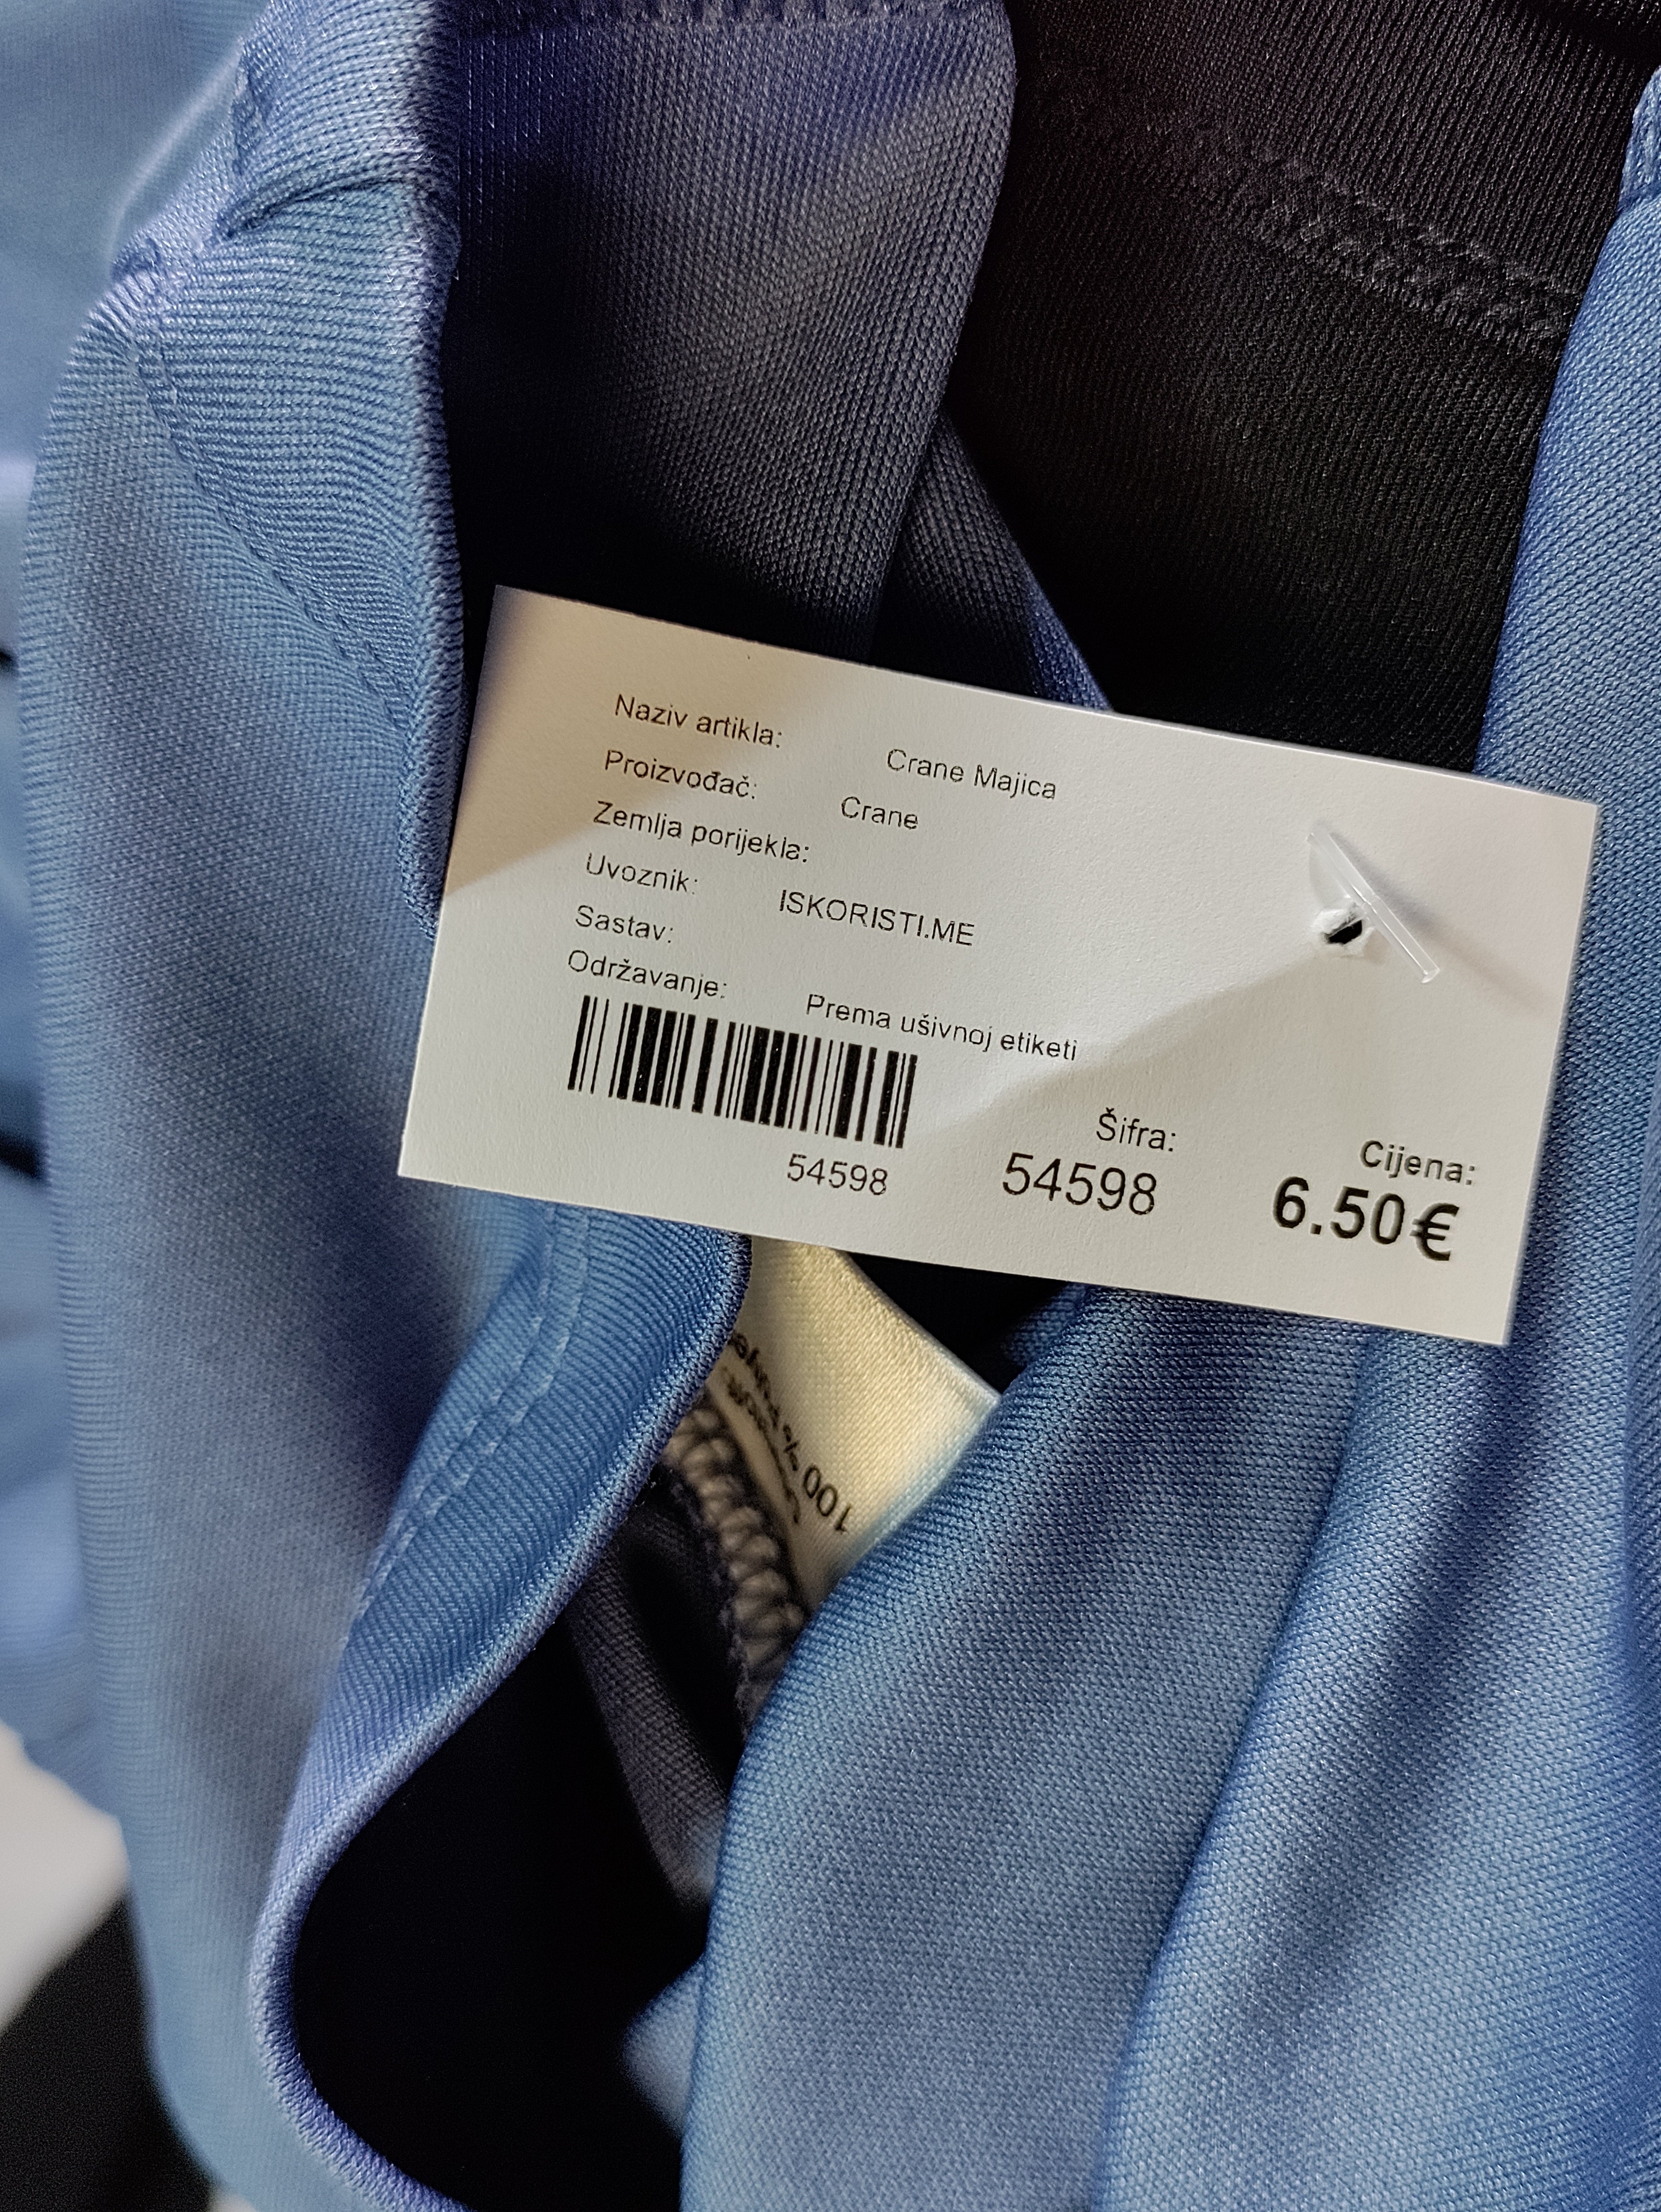 Naziv artikla: Crane Majica
Proizvođač: Crane
Zemlja porijekla:
Uvoznik: ISKORISTI.ME
Sastav:
Održavanje: Prema ušivnoj etiketi
54598
Šifra:
54598
Cijena:
6.50€
100 %